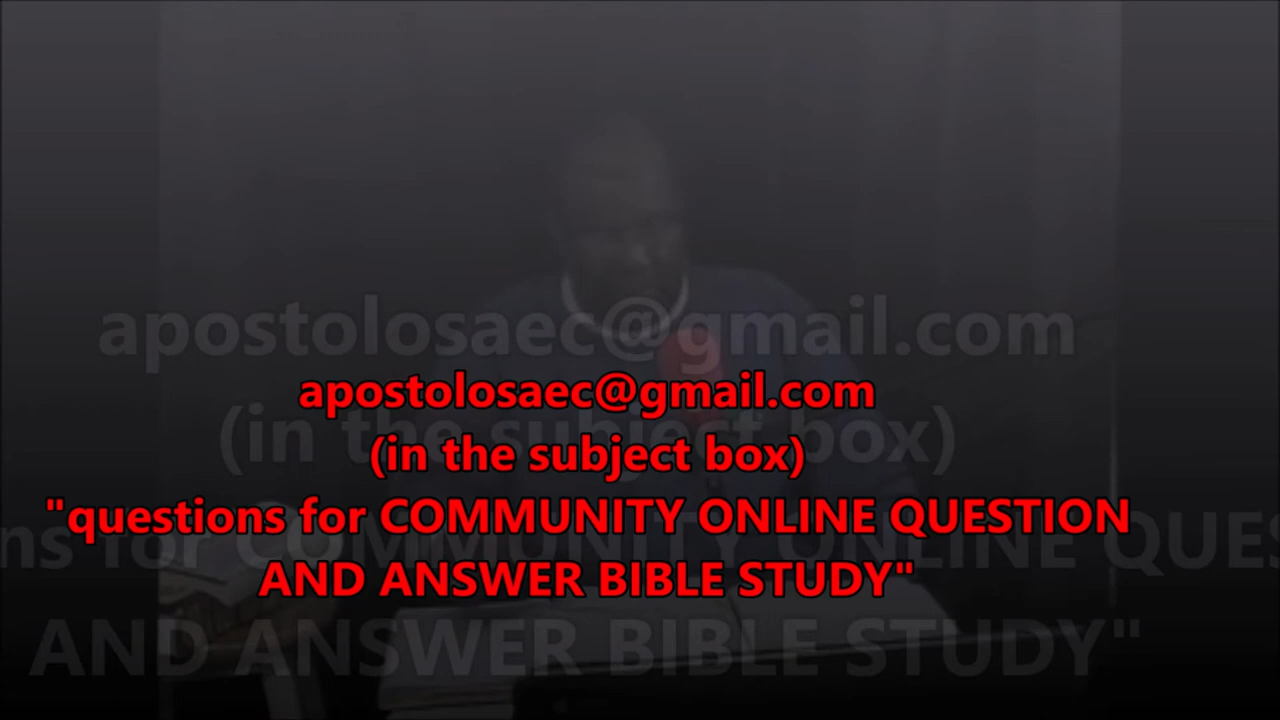 apostolosaec@gmail.com
(in the subject box)
"questions for COMMUNITY ONLINE QUESTION
AND ANSWER BIBLE STUDY"